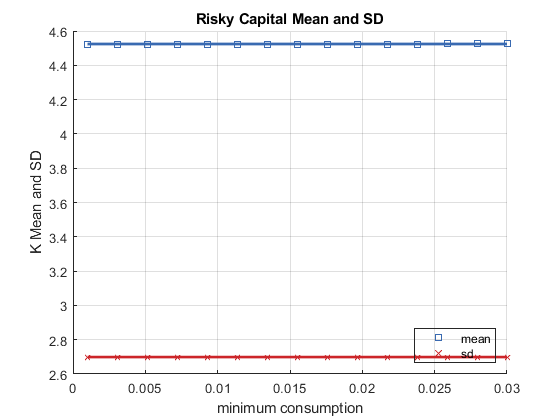 Risky Capital Mean and SD
4.6
4.4
4.2
4
3.8
3.6
3.4
3.2
3
2.8
2.6
K Mean and SD
mean
sd
0 0.005 0.01 0.015 0.02 0.025 0.03
minimum consumption